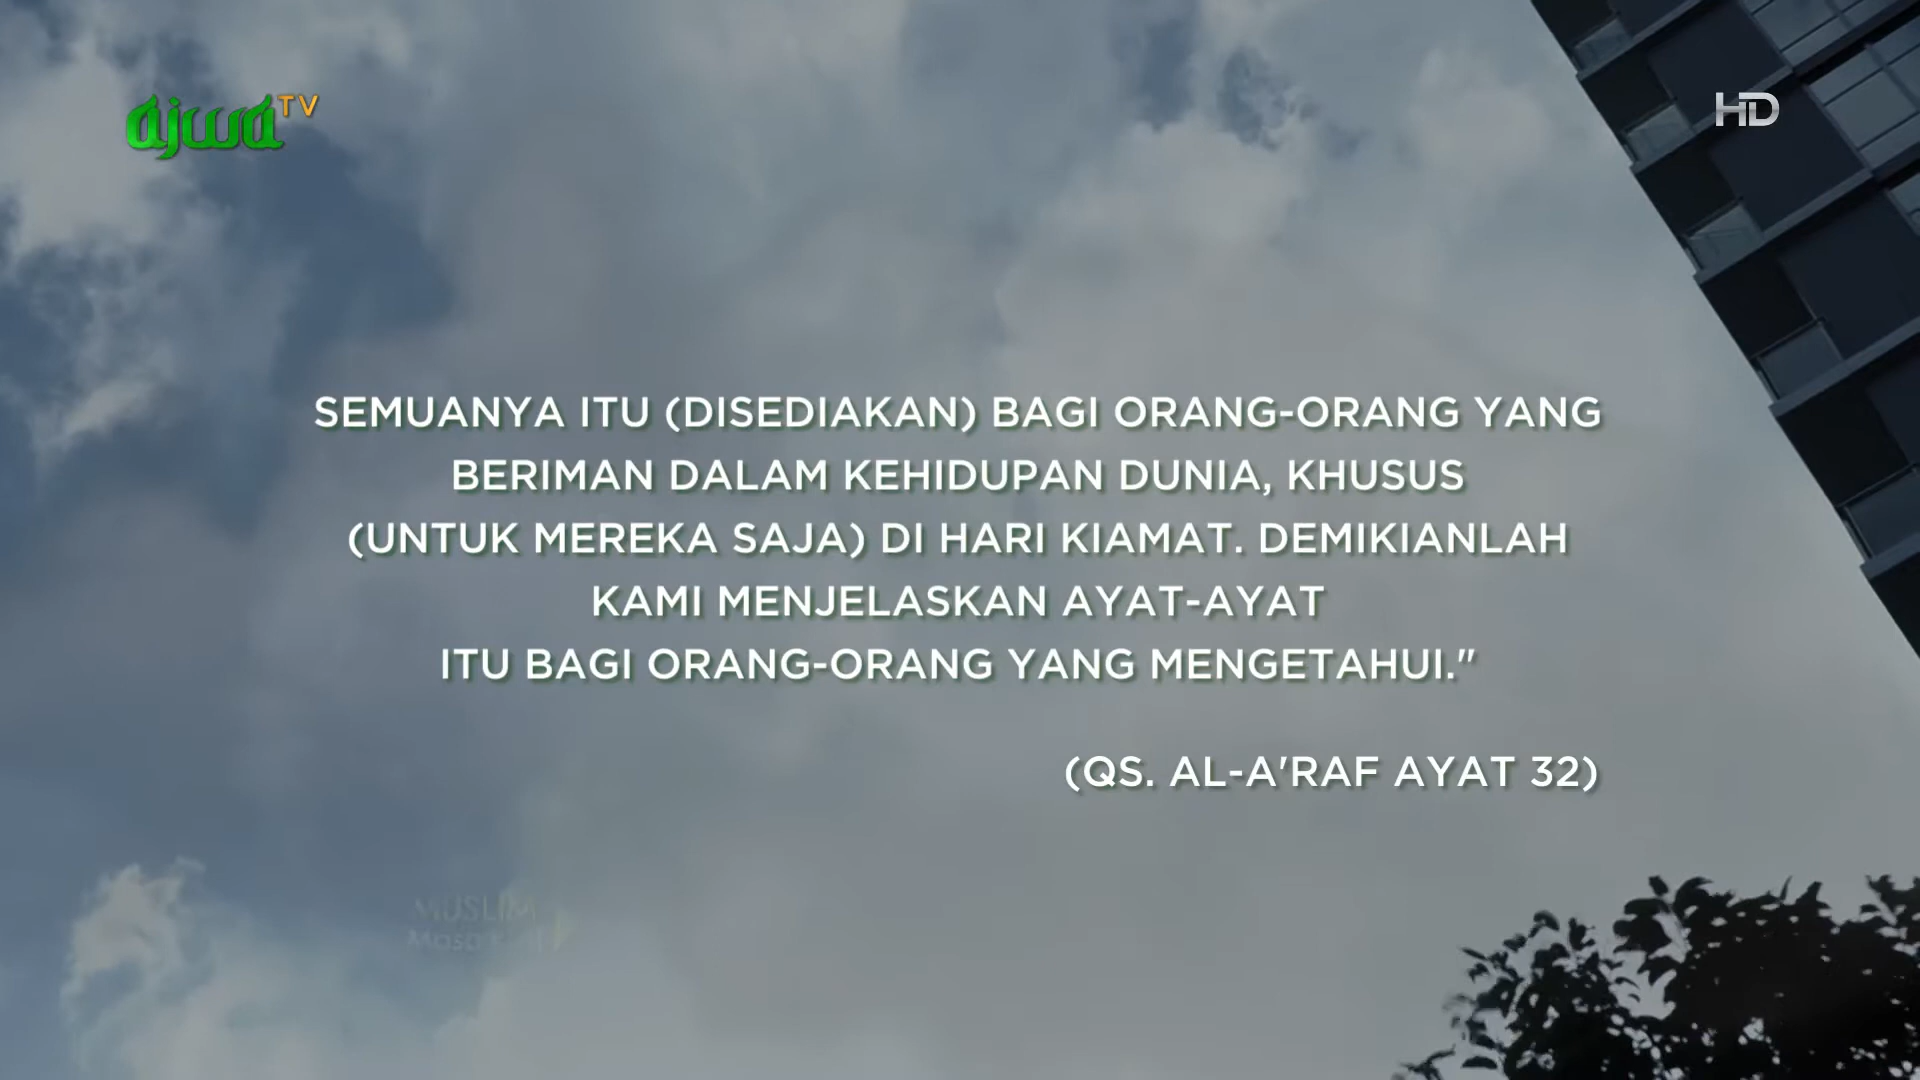 ajwa TV
HD
SEMUANYA ITU (DISEDIAKAN) BAGI ORANG-ORANG YANG
BERIMAN DALAM KEHIDUPAN DUNIA, KHUSUS
(UNTUK MEREKA SAJA) DI HARI KIAMAT. DEMIKIANLAH
KAMI MENJELASKAN AYAT-AYAT
ITU BAGI ORANG-ORANG YANG MENGETAHUI."
(QS. AL-A'RAF AYAT 32)
MUSLIM